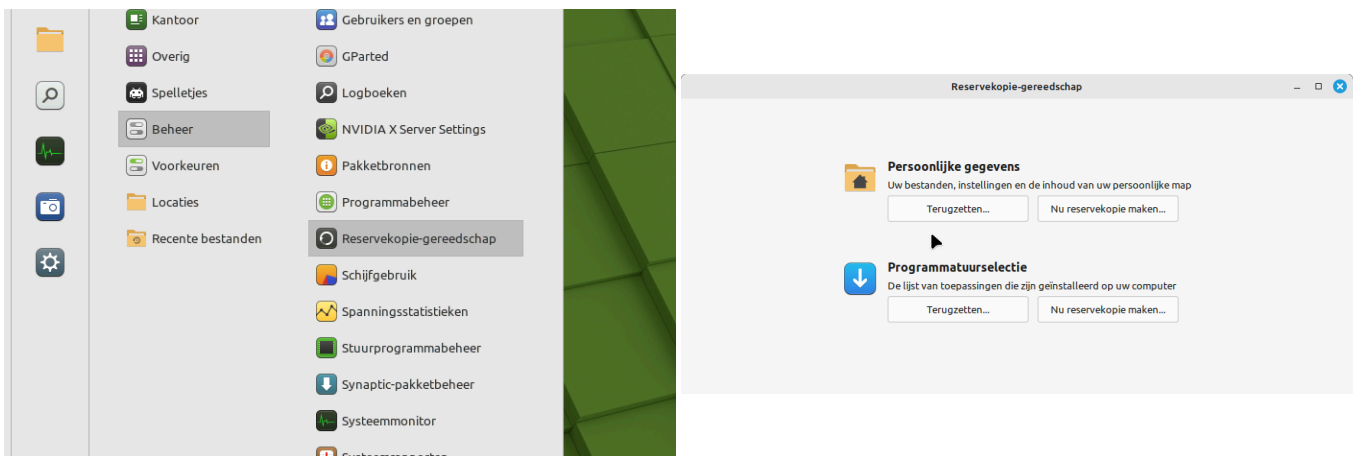 Kantoor
Overig
Spelletjes
Beheer
Voorkeuren
Locaties
Recente bestanden
Gebruikers en groepen
GParted
Logboeken
NVIDIA X Server Settings
Pakketbronnen
Programmabeheer
Reservekopie-gereedschap
Schijfgebruik
Spanningsstatistieken
Stuurprogrammabeheer
Synaptic-pakketbeheer
Systeemmonitor
Reservekopie-gereedschap
Persoonlijke gegevens
Uw bestanden, instellingen en de inhoud van uw persoonlijke map
Terugzetten... Nu reservekopie maken...
Programmatuurselectie
De lijst van toepassingen die zijn geïnstalleerd op uw computer
Terugzetten... Nu reservekopie maken...